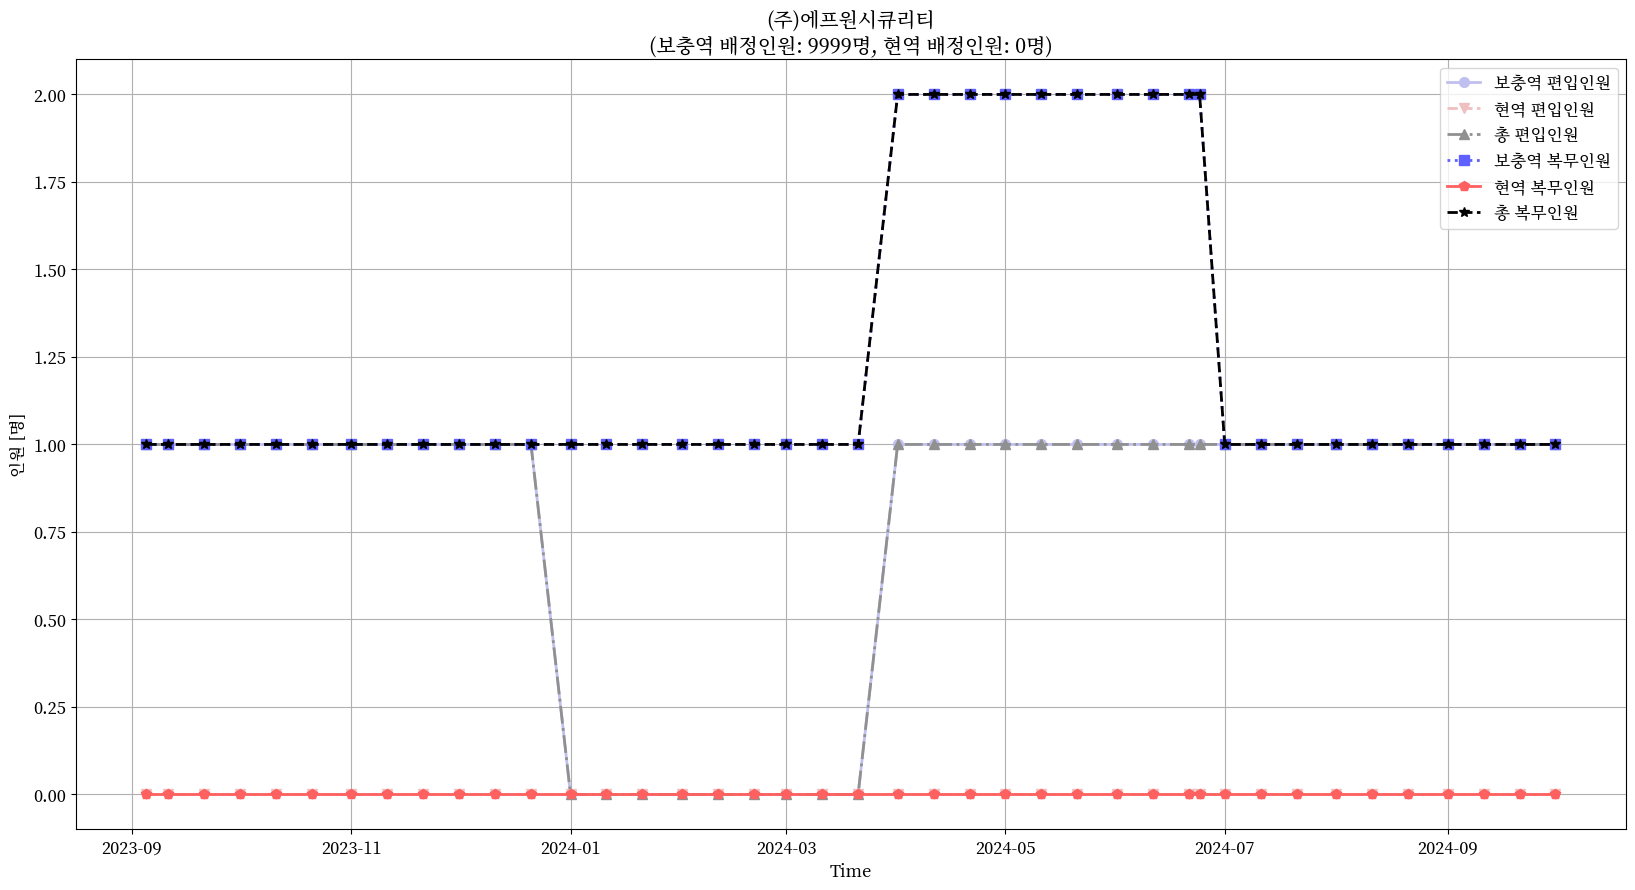 (주)에프원시큐리티
(보충역 배정인원: 9999명, 현역 배정인원: 0명)
보충역 편입인원
현역 편입인원
총 편입인원
보충역 복무인원
현역 복무인원
총 복무인원
2.00
1.75
1.50
1.25
1.00
0.75
0.50
0.25
0.00
인원 [명]
2023-09 2023-11 2024-01 2024-03 2024-05 2024-07 2024-09
Time